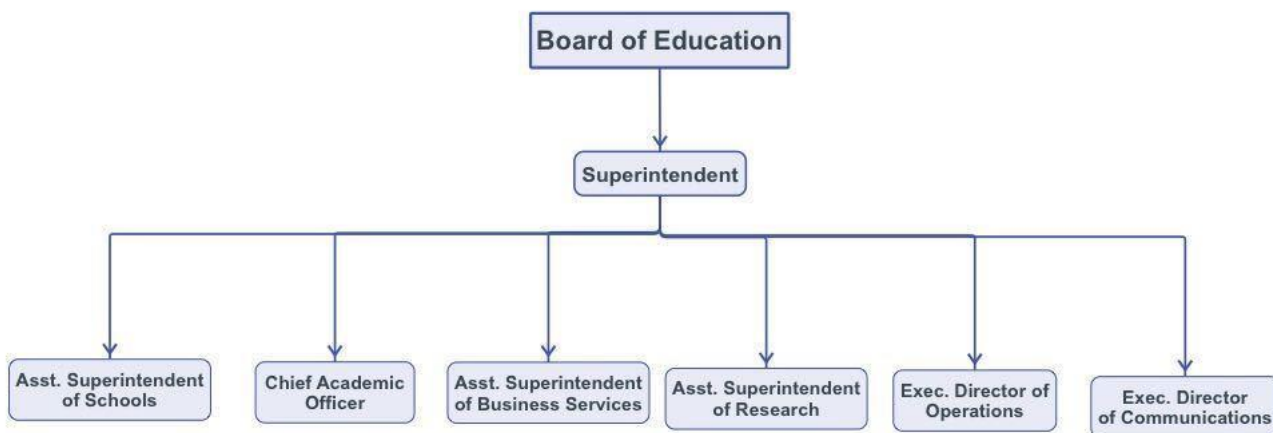 Board of Education
Superintendent
Asst. Superintendent
of Schools
Chief Academic
Officer
Asst. Superintendent
of Business Services
Asst. Superintendent
of Research
Exec. Director of
Operations
Exec. Director
of Communications